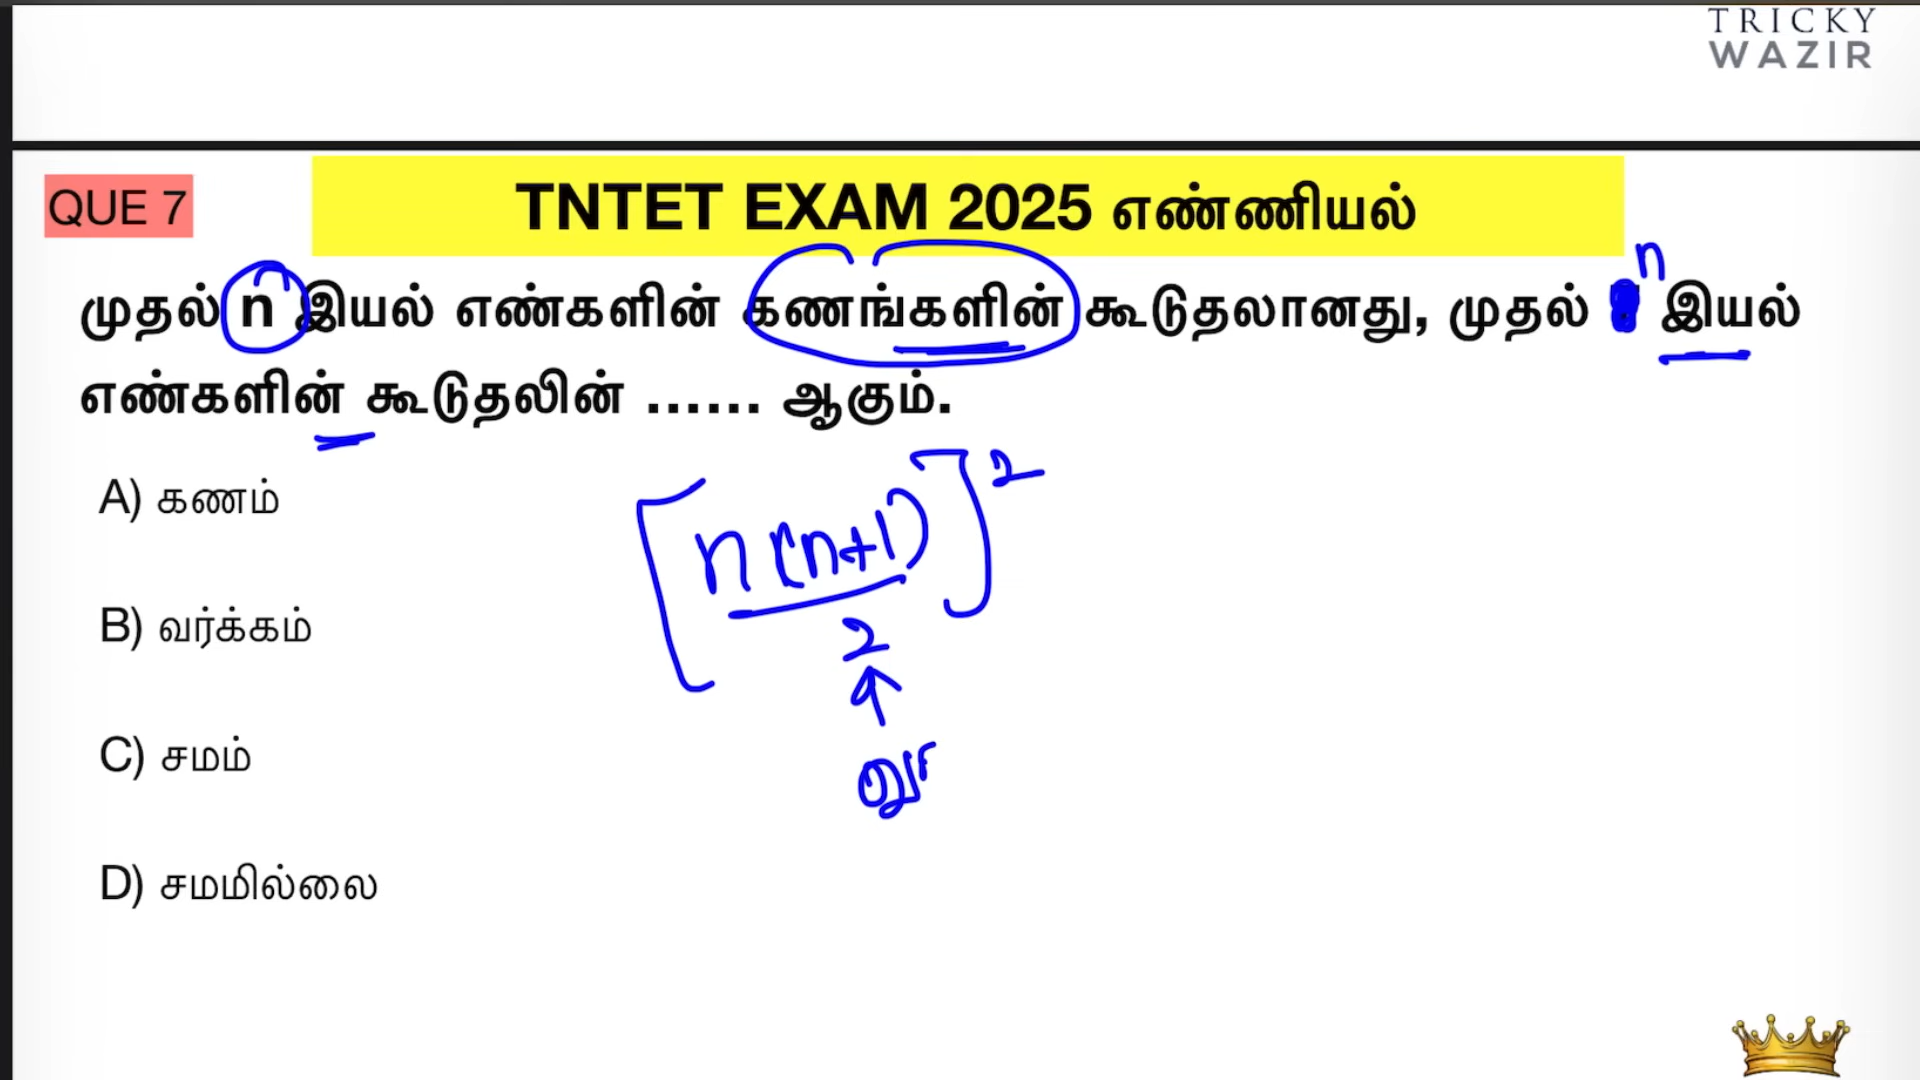 TRICKY
WAZIR
QUE 7
TNTET EXAM 2025 எண்ணியல்
முதல் n இயல் எண்களின் கணங்களின் கூடுதலானது, முதல் n இயல்
எண்களின் கூடுதலின் ...... ஆகும்.
A) கணம்
[n(n+1)/2]²
B) வர்க்கம்
C) சமம்
D) சமமில்லை